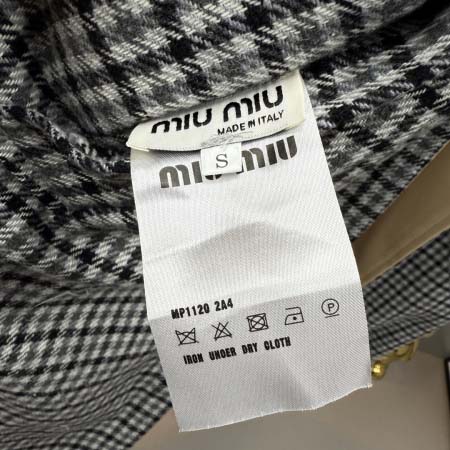 MIU MIU
MADE IN ITALY
S
MIU MIU
MP1120 2A4
P
IRON UNDER DRY CLOTH